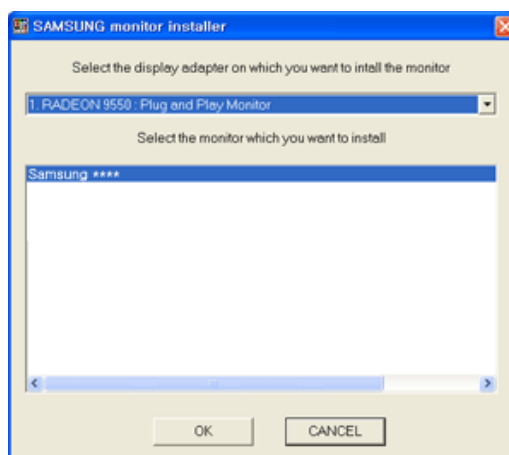 SAMSUNG monitor installer
Select the display adapter on which you want to intall the monitor
1. RADEON 9550 : Plug and Play Monitor
Select the monitor which you want to install
Samsung ****
OK
CANCEL